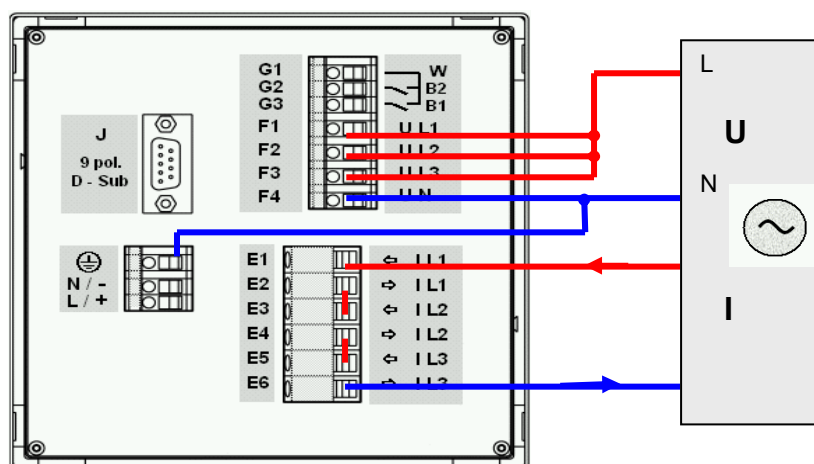 G1
G2
G3
F1
F2
F3
F4
W
B2
B1
U L1
U L2
U L3
U N
J
9 pol.
D - Sub
N / -
L / +
E1
E2
E3
E4
E5
E6
⇦ I L1
⇨ I L1
⇦ I L2
⇨ I L2
⇦ I L3
⇨ I L3
L
U
N
I